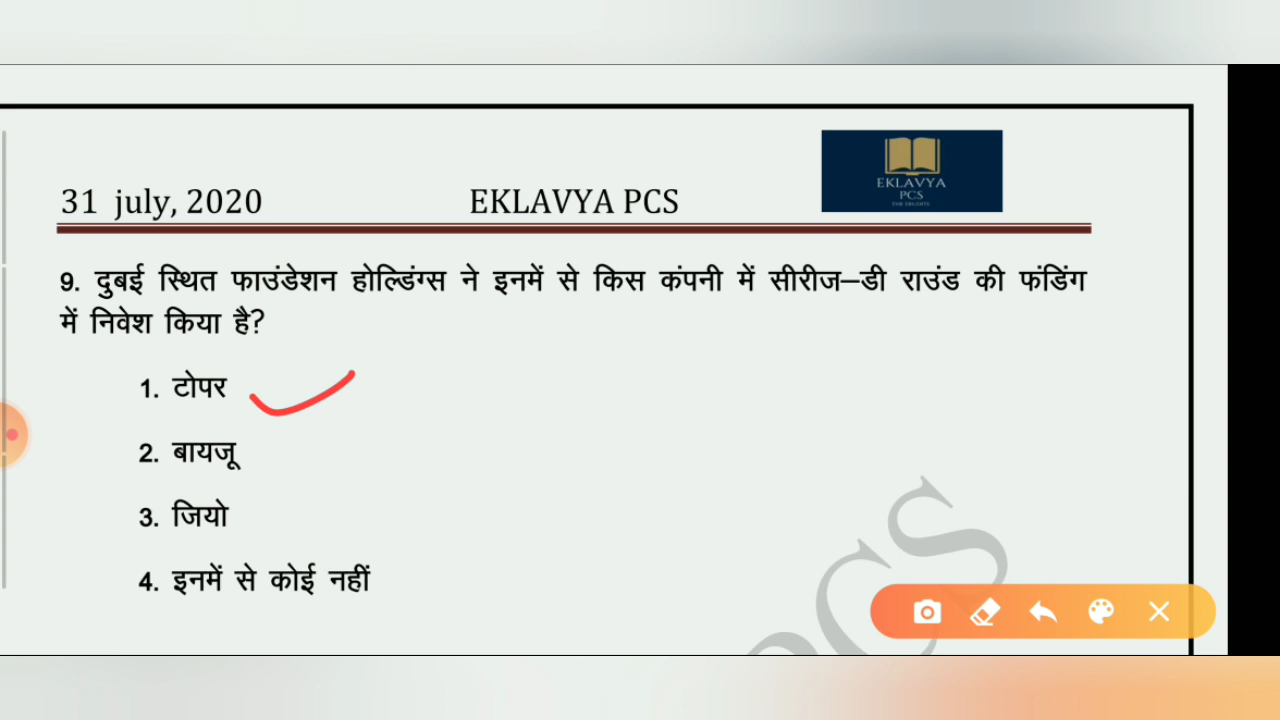 31 july, 2020 EKLAVYA PCS
EKLAVYA
PCS
9. दुबई स्थित फाउंडेशन होल्डिंग्स ने इनमें से किस कंपनी में सीरीज–डी राउंड की फंडिंग
में निवेश किया है?
1. टोपर
2. बायजू
3. जियो
4. इनमें से कोई नहीं
PCS